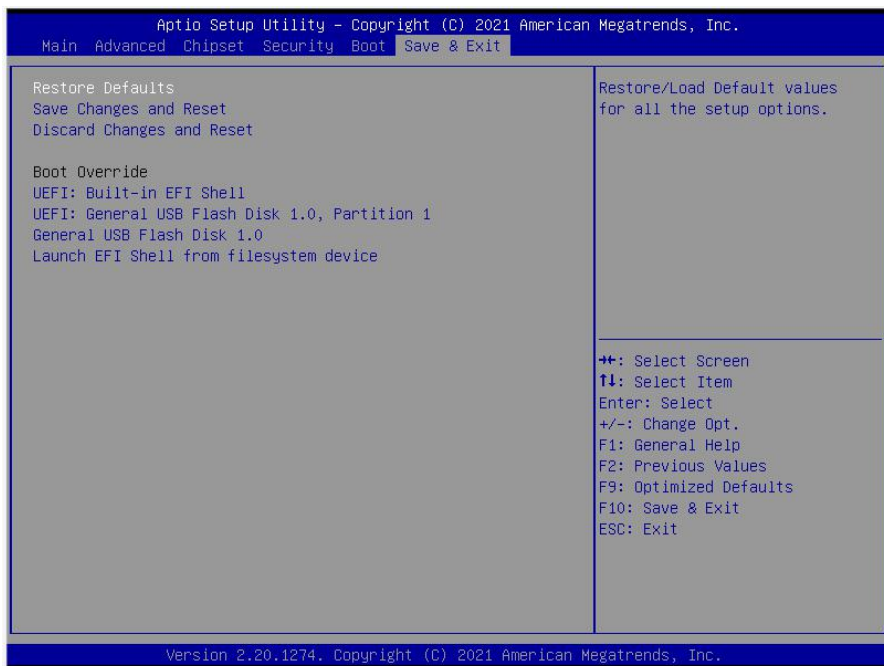 Aptio Setup Utility – Copyright (C) 2021 American Megatrends, Inc.
Main Advanced Chipset Security Boot Save & Exit
Restore Defaults
Save Changes and Reset
Discard Changes and Reset
Boot Override
UEFI: Built-in EFI Shell
UEFI: General USB Flash Disk 1.0, Partition 1
General USB Flash Disk 1.0
Launch EFI Shell from filesystem device
Restore/Load Default values
for all the setup options.
→←: Select Screen
↑↓: Select Item
Enter: Select
+/-: Change Opt.
F1: General Help
F2: Previous Values
F9: Optimized Defaults
F10: Save & Exit
ESC: Exit
Version 2.20.1274. Copyright (C) 2021 American Megatrends, Inc.